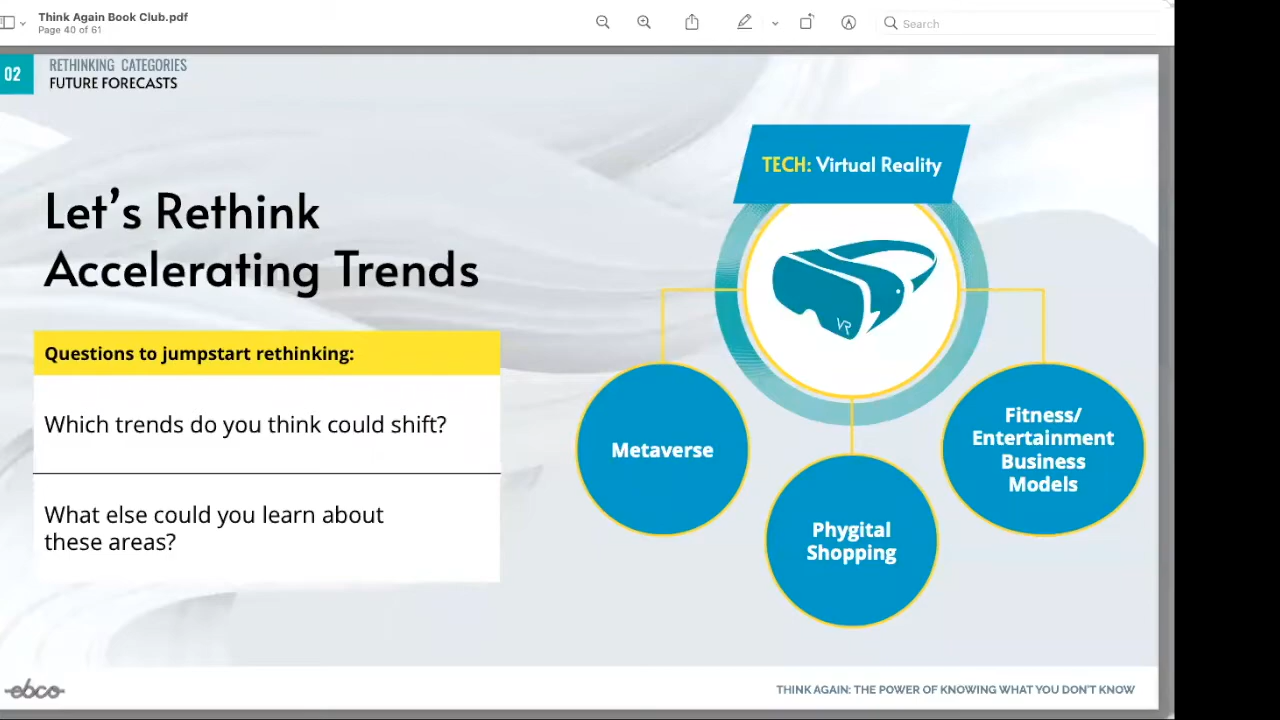 Think Again Book Club.pdf
Page 40 of 61
Search
02
RETHINKING CATEGORIES
FUTURE FORECASTS
Let’s Rethink
Accelerating Trends
Questions to jumpstart rethinking:
Which trends do you think could shift?
What else could you learn about
these areas?
TECH: Virtual Reality
VR
Metaverse
Phygital
Shopping
Fitness/
Entertainment
Business
Models
ebco
THINK AGAIN: THE POWER OF KNOWING WHAT YOU DON'T KNOW